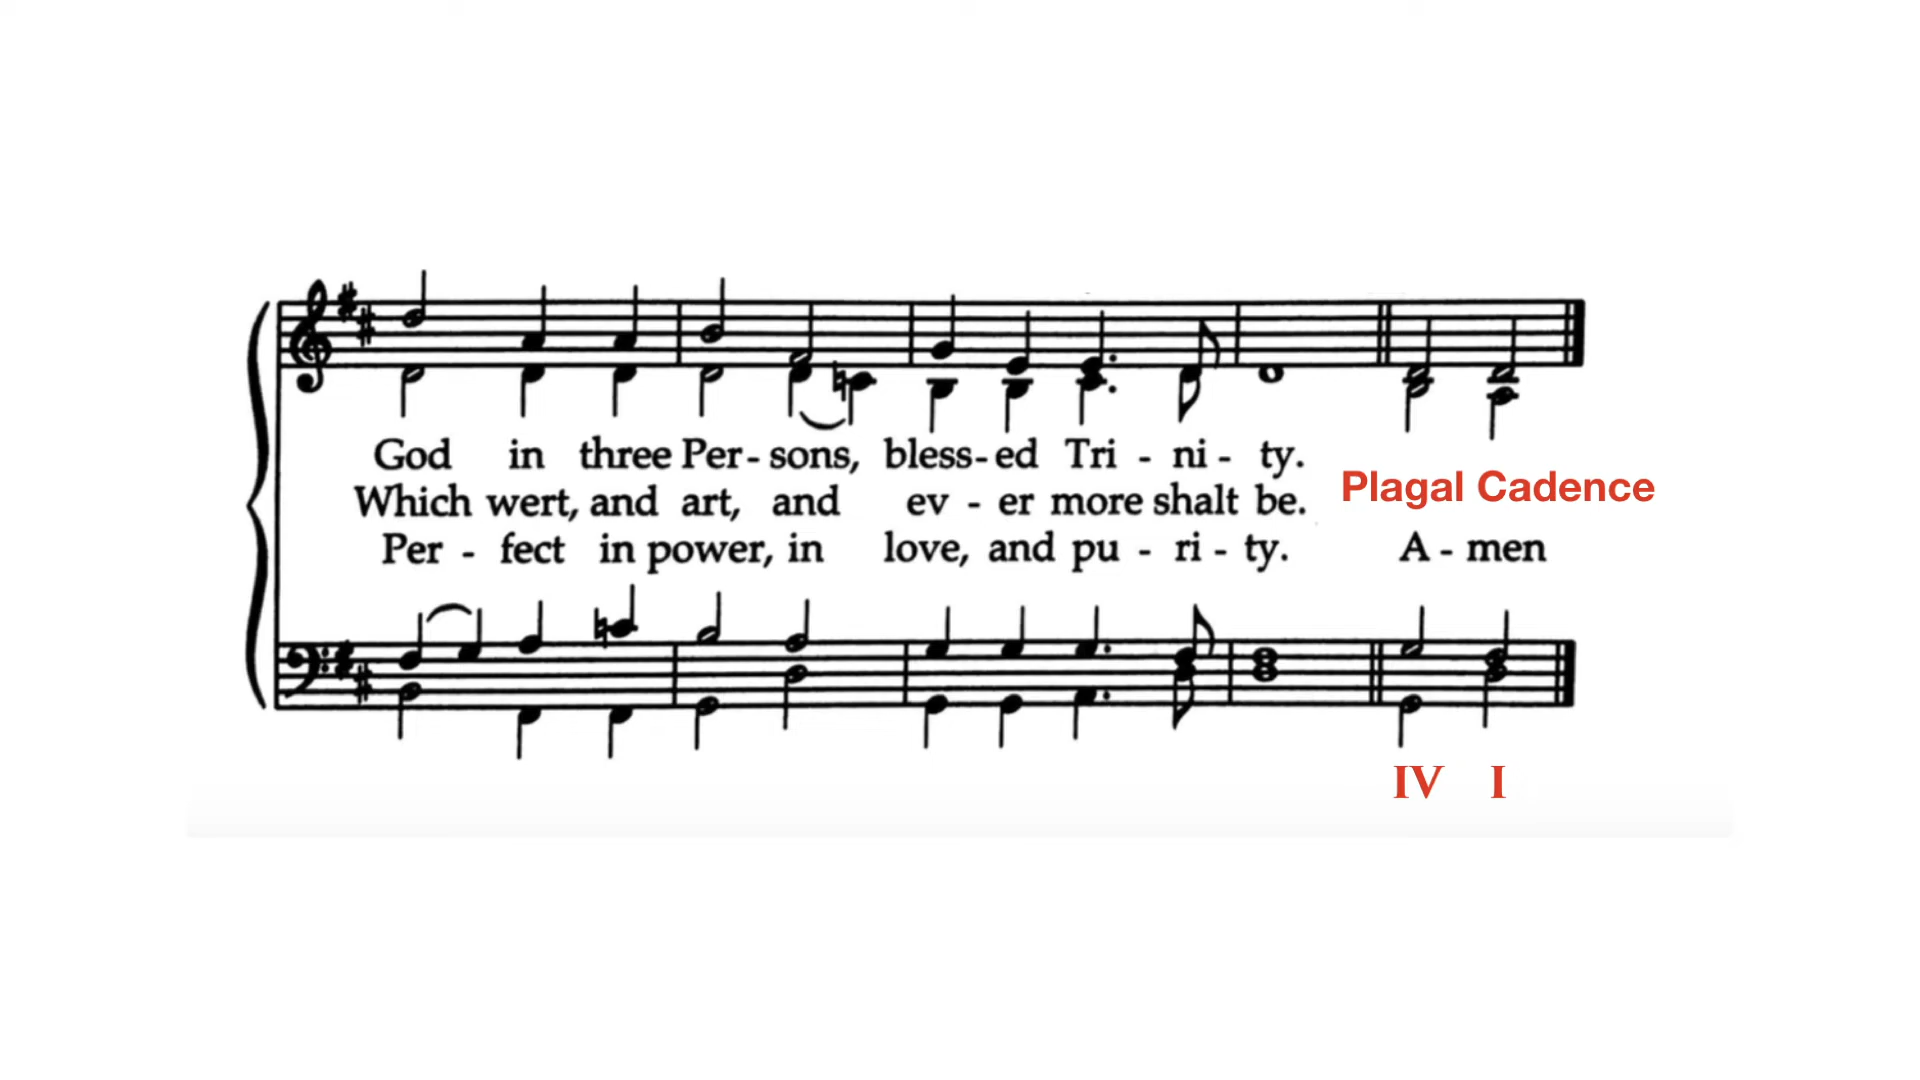 God in three Per - sons, bless - ed Tri - ni - ty.
Plagal Cadence
Which wert, and art, and ev - er more shalt be.
Per - fect in power, in love, and pu - ri - ty. A - men
IV I